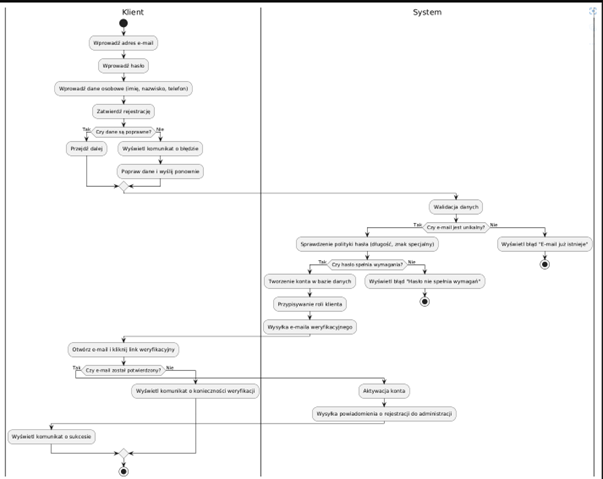 Klient
System
Wprowadź adres e-mail
Wprowadź hasło
Wprowadź dane osobowe (imię, nazwisko, telefon)
Zatwierdź rejestrację
Tak
Czy dane są poprawne?
Nie
Przejdź dalej
Wyświetl komunikat o błędzie
Popraw dane i wyślij ponownie
Walidacja danych
Tak
Czy e-mail jest unikalny?
Nie
Sprawdzenie polityki hasła (długość, znak specjalny)
Wyświetl błąd "E-mail już istnieje"
Tak
Czy hasło spełnia wymagania?
Nie
Tworzenie konta w bazie danych
Wyświetl błąd "Hasło nie spełnia wymagań"
Przypisywanie roli klienta
Wysyłka e-maila weryfikacyjnego
Otwórz e-mail i kliknij link weryfikacyjny
Tak
Czy e-mail został potwierdzony?
Nie
Wyświetl komunikat o konieczności weryfikacji
Aktywacja konta
Wysyłka powiadomienia o rejestracji do administracji
Wyświetl komunikat o sukcesie